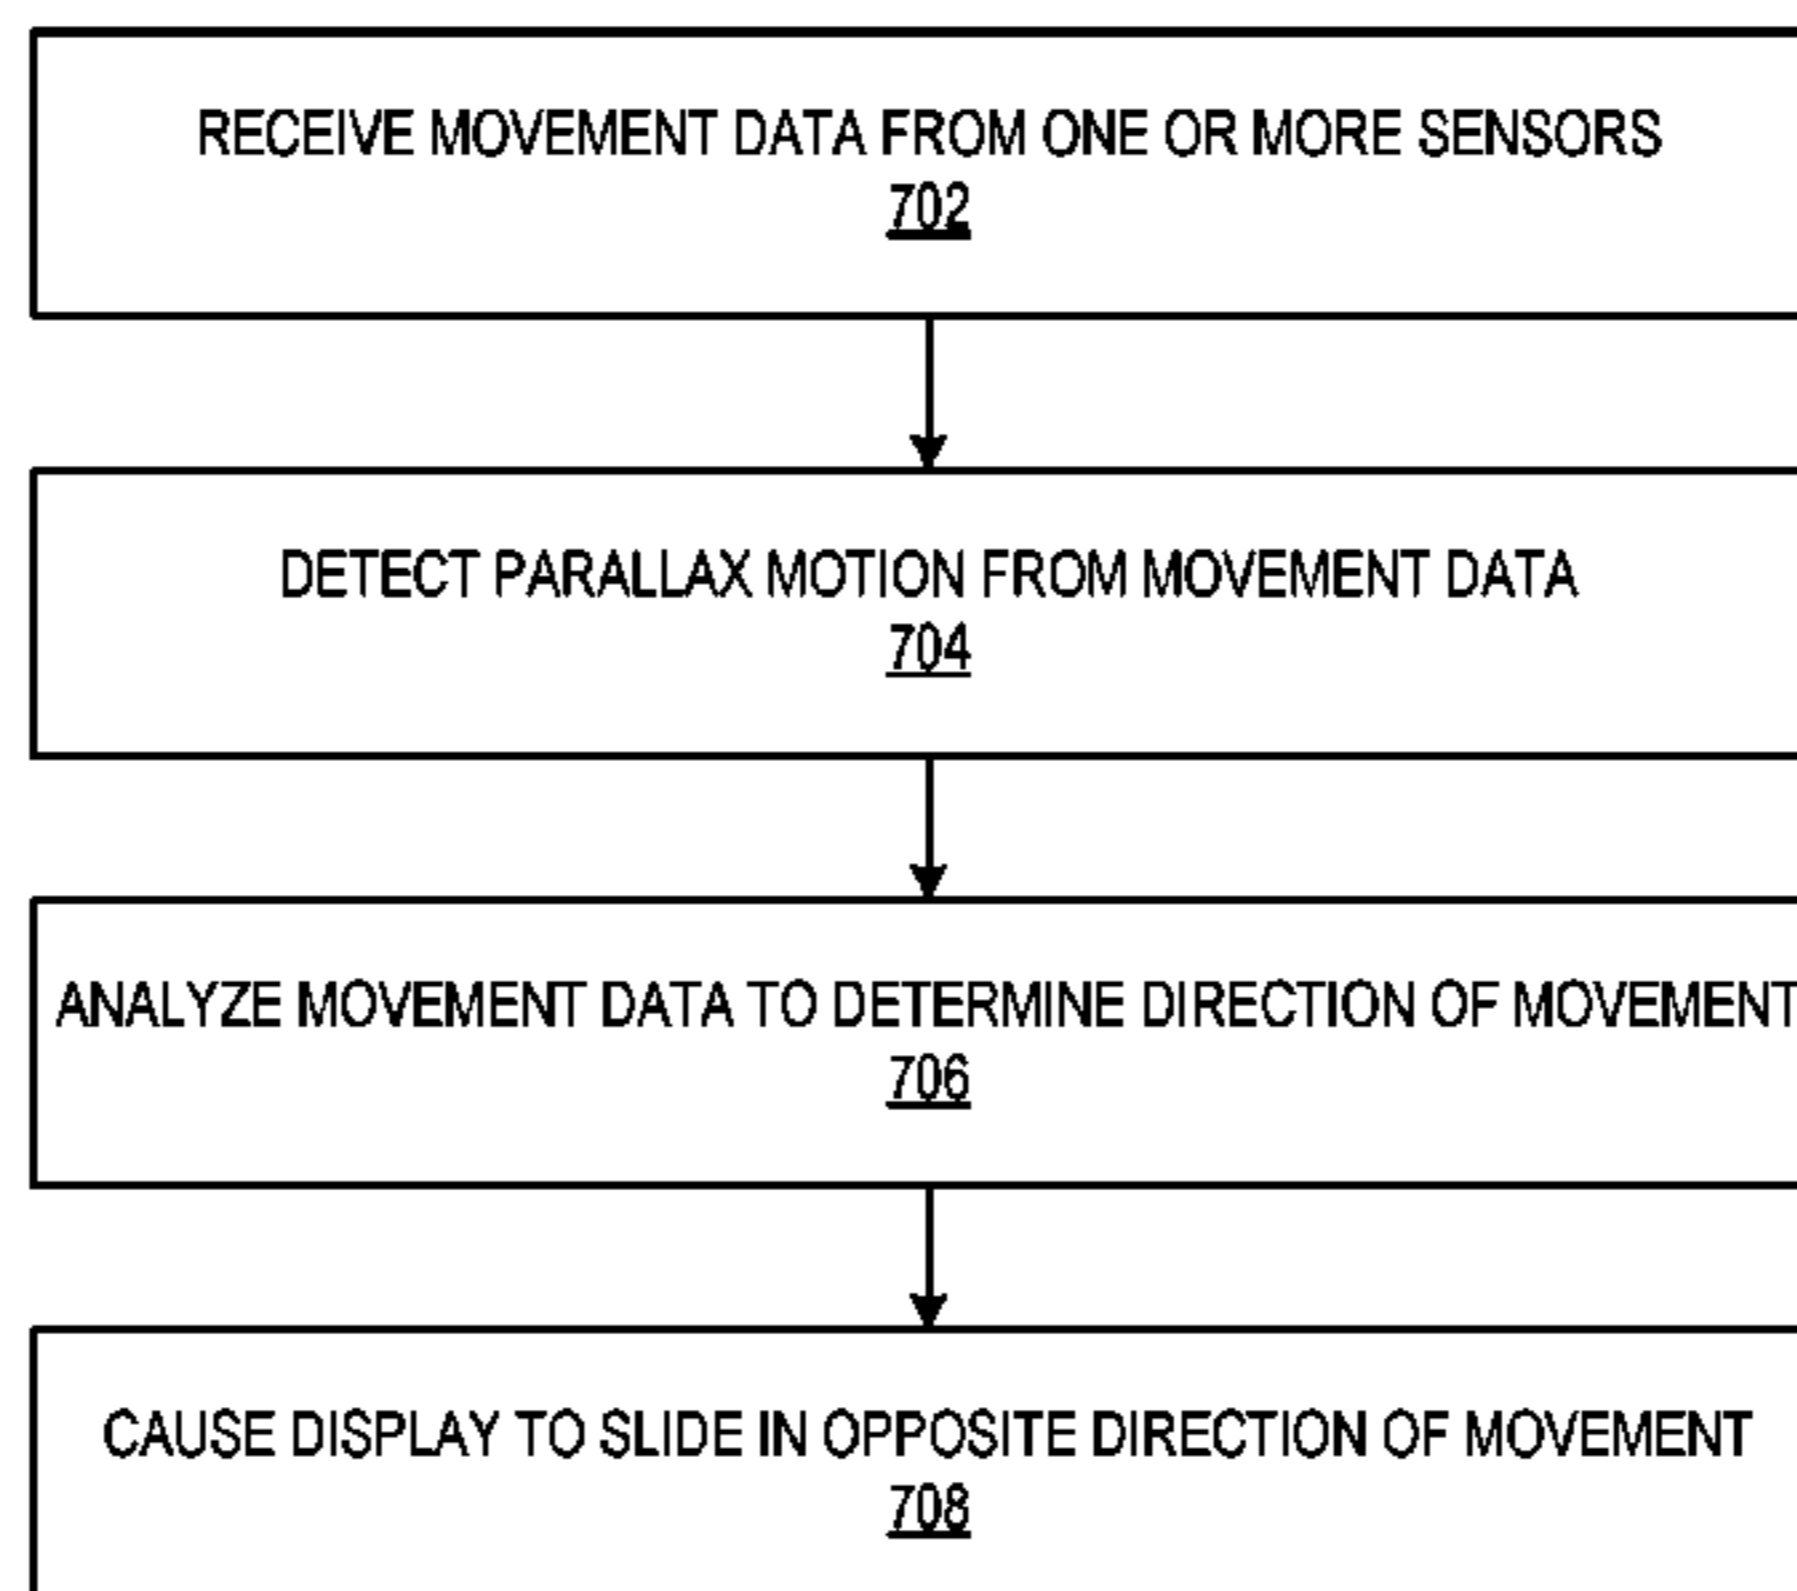 RECEIVE MOVEMENT DATA FROM ONE OR MORE SENSORS
702
DETECT PARALLAX MOTION FROM MOVEMENT DATA
704
ANALYZE MOVEMENT DATA TO DETERMINE DIRECTION OF MOVEMENT
706
CAUSE DISPLAY TO SLIDE IN OPPOSITE DIRECTION OF MOVEMENT
708